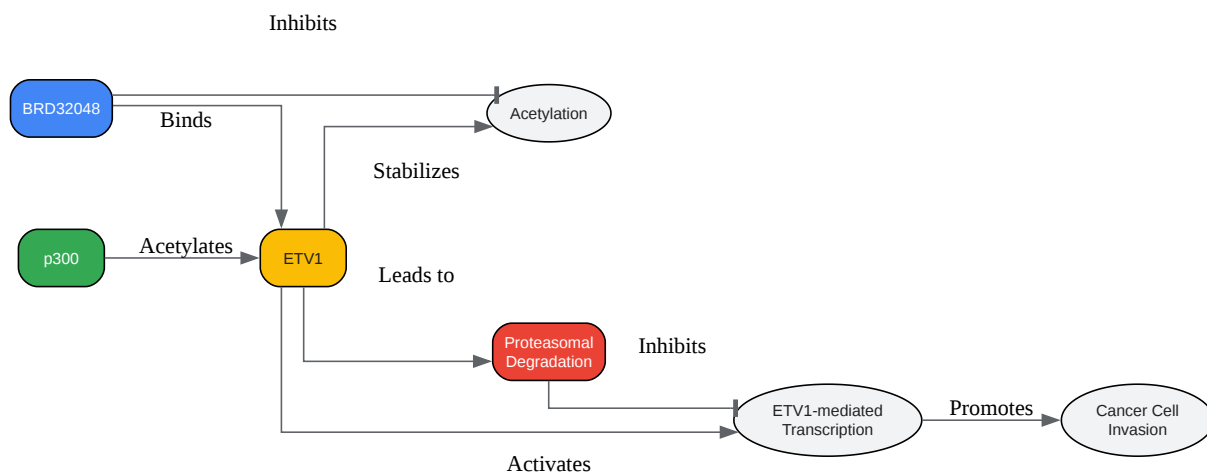 Inhibits
BRD32048
Acetylation
Binds
Stabilizes
p300
Acetylates
ETV1
Leads to
Proteasomal
Degradation
Inhibits
ETV1-mediated
Transcription
Promotes
Cancer Cell
Invasion
Activates